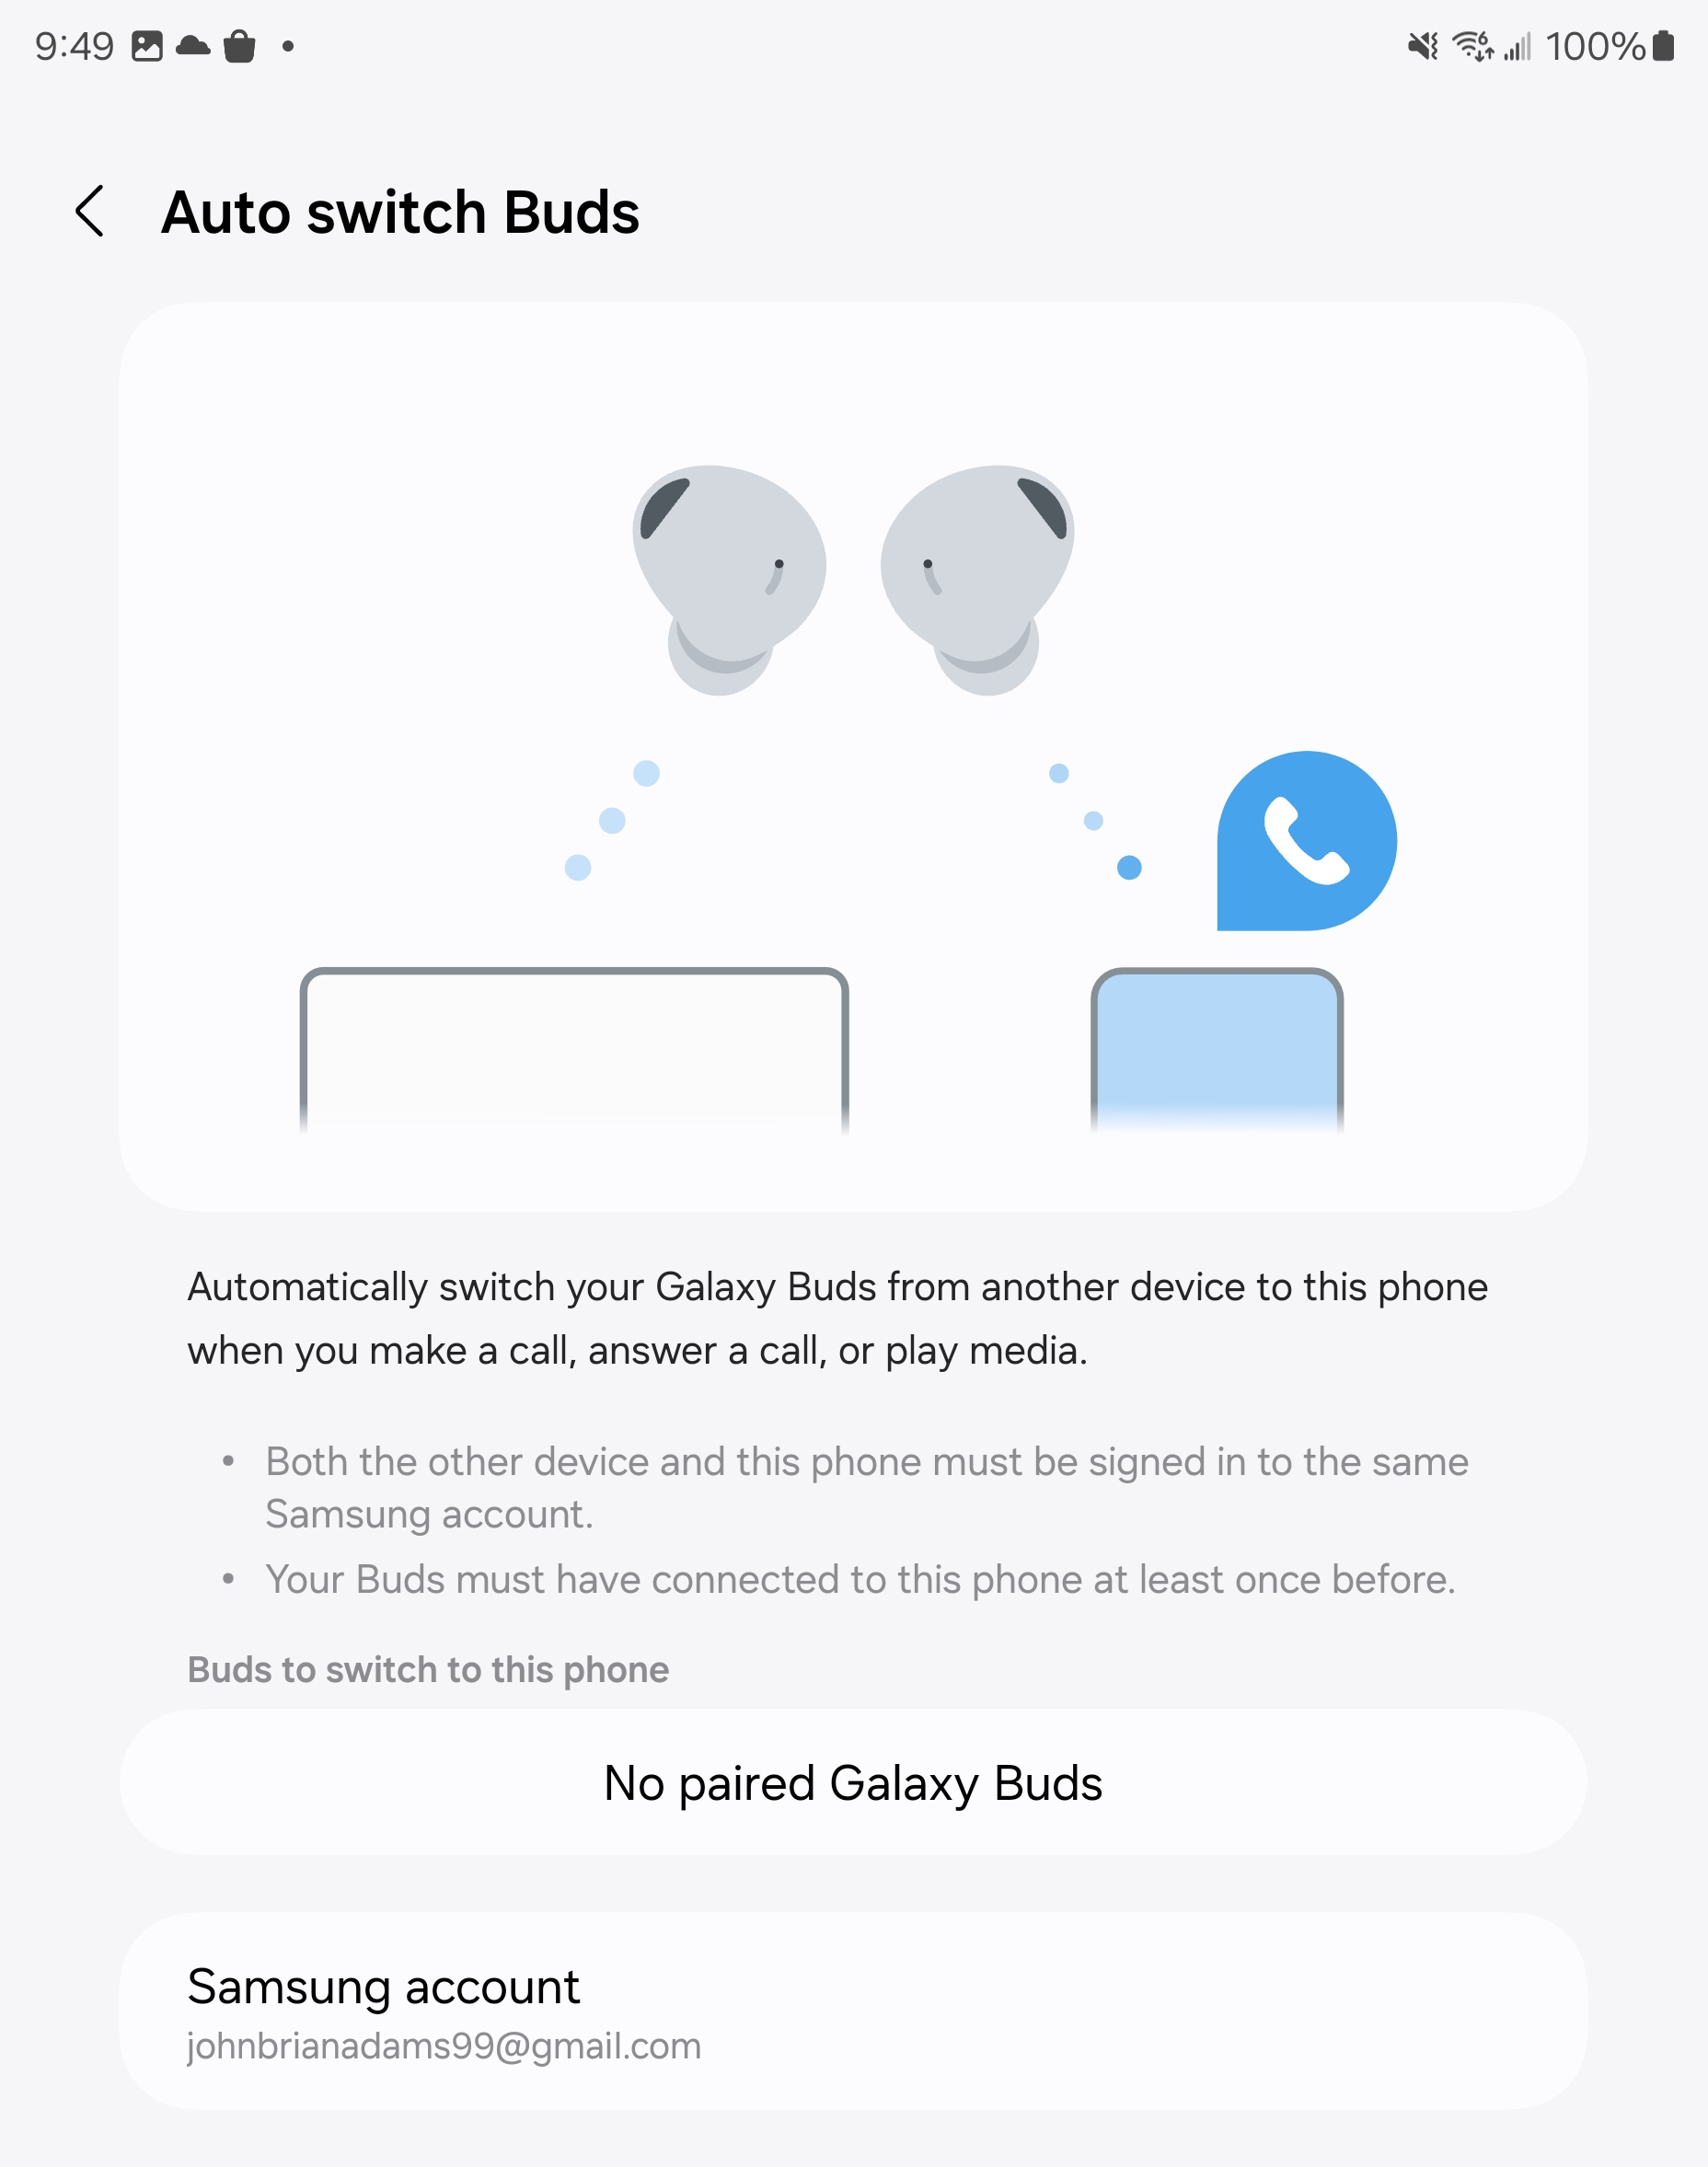 9:49
6
100%
Auto switch Buds
Automatically switch your Galaxy Buds from another device to this phone
when you make a call, answer a call, or play media.
• Both the other device and this phone must be signed in to the same
Samsung account.
• Your Buds must have connected to this phone at least once before.
Buds to switch to this phone
No paired Galaxy Buds
Samsung account
johnbrianadams99@gmail.com